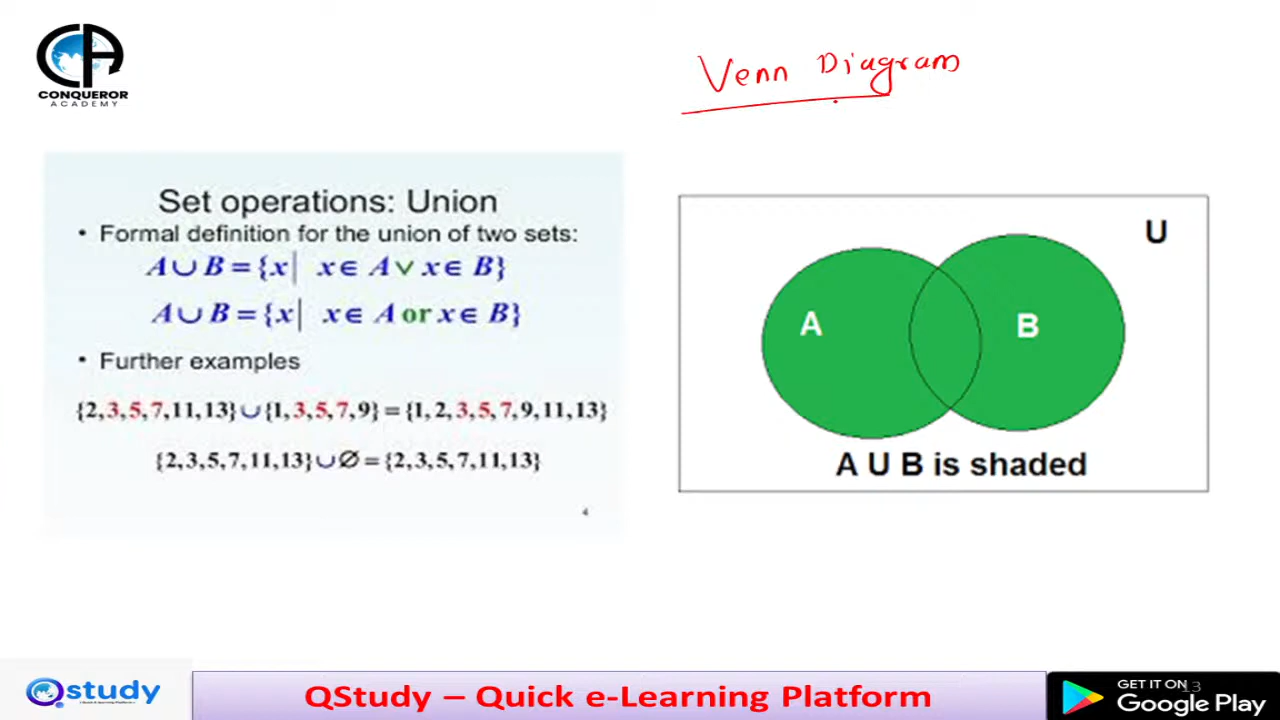 CA
CONQUEROR
ACADEMY
Venn Diagram
Set operations: Union
• Formal definition for the union of two sets:
A ∪ B = {x| x ∈ A ∨ x ∈ B}
A ∪ B = {x| x ∈ A or x ∈ B}
• Further examples
{2,3,5,7,11,13}∪{1,3,5,7,9} = {1,2,3,5,7,9,11,13}
{2,3,5,7,11,13}∪∅ = {2,3,5,7,11,13}
4
U
A
B
A U B is shaded
Qstudy
QStudy – Quick e-Learning Platform
GET IT ON
Google Play
13